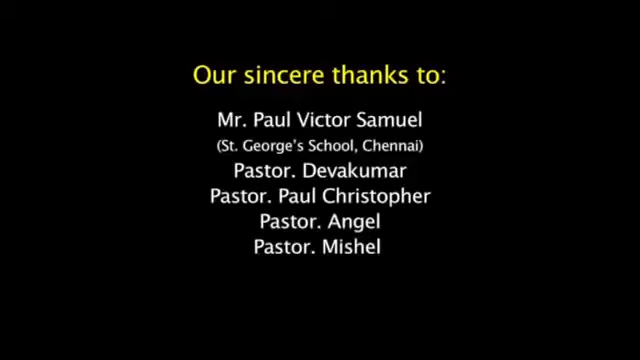 Our sincere thanks to:
Mr. Paul Victor Samuel
(St. George's School, Chennai)
Pastor. Devakumar
Pastor. Paul Christopher
Pastor. Angel
Pastor. Mishel